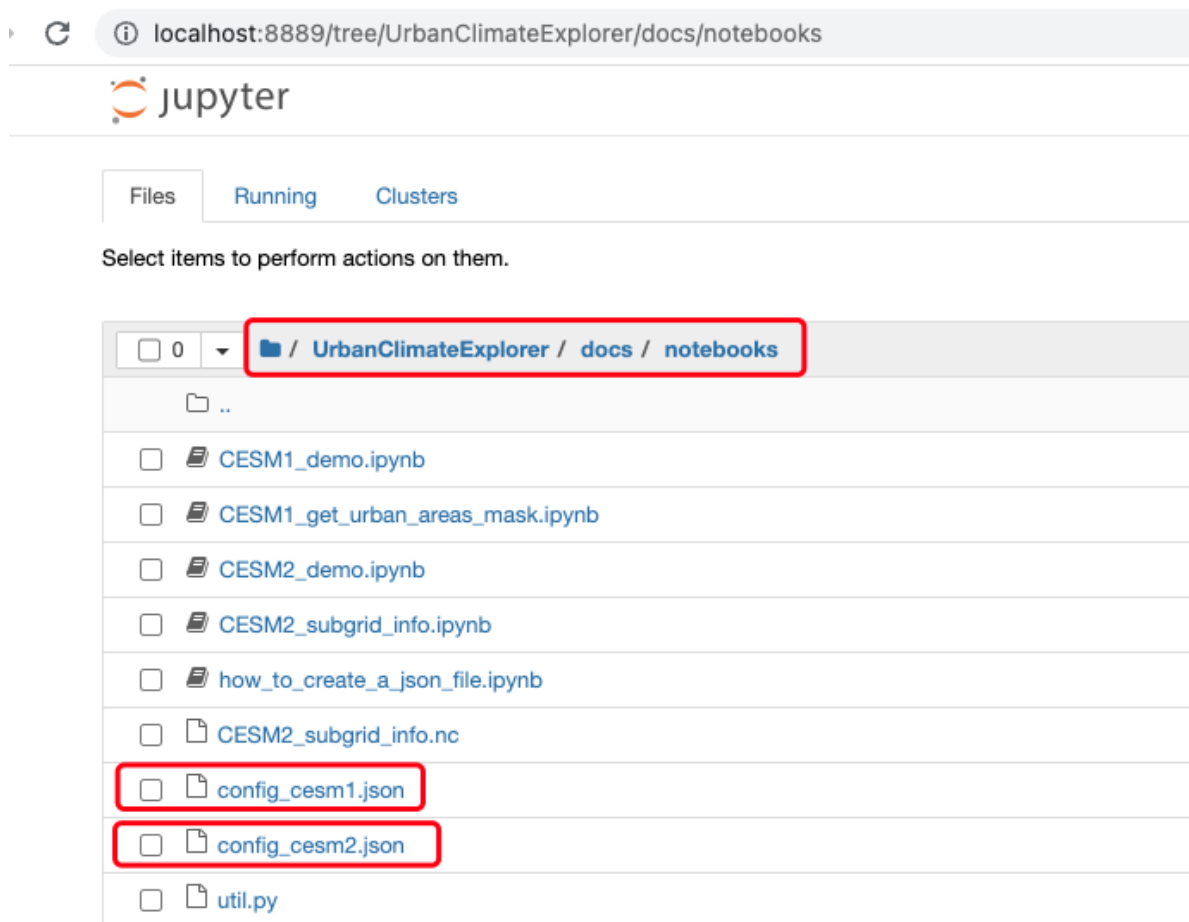 localhost:8889/tree/UrbanClimateExplorer/docs/notebooks
jupyter
Files Running Clusters
Select items to perform actions on them.
0 / UrbanClimateExplorer / docs / notebooks
..
CESM1_demo.ipynb
CESM1_get_urban_areas_mask.ipynb
CESM2_demo.ipynb
CESM2_subgrid_info.ipynb
how_to_create_a_json_file.ipynb
CESM2_subgrid_info.nc
config_cesm1.json
config_cesm2.json
util.py